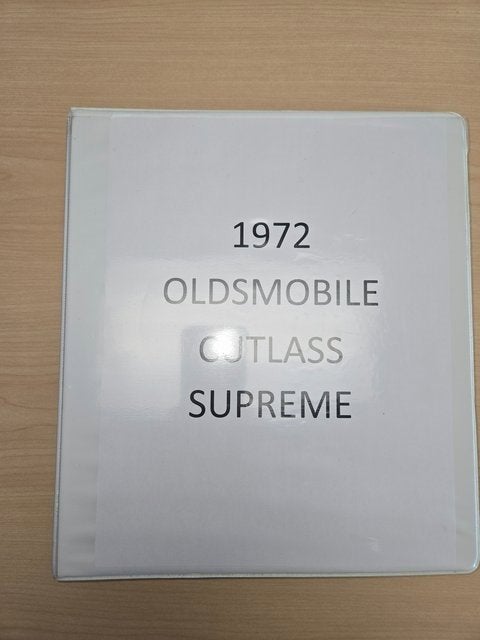 1972
OLDSMOBILE
CUTLASS
SUPREME